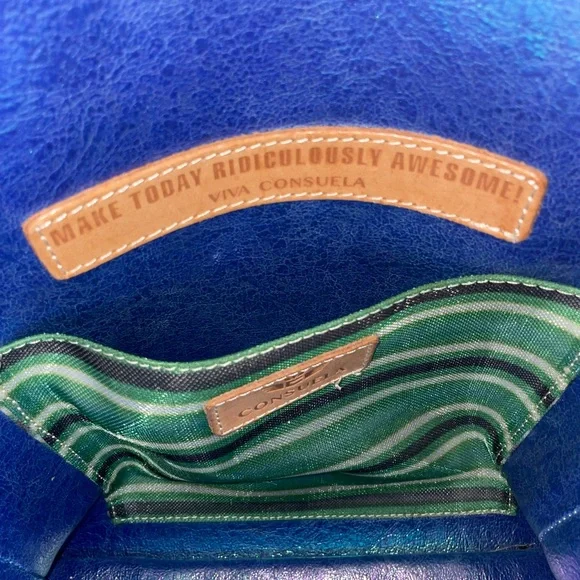 MAKE TODAY RIDICULOUSLY AWESOME!
VIVA CONSUELA
CONSUELA